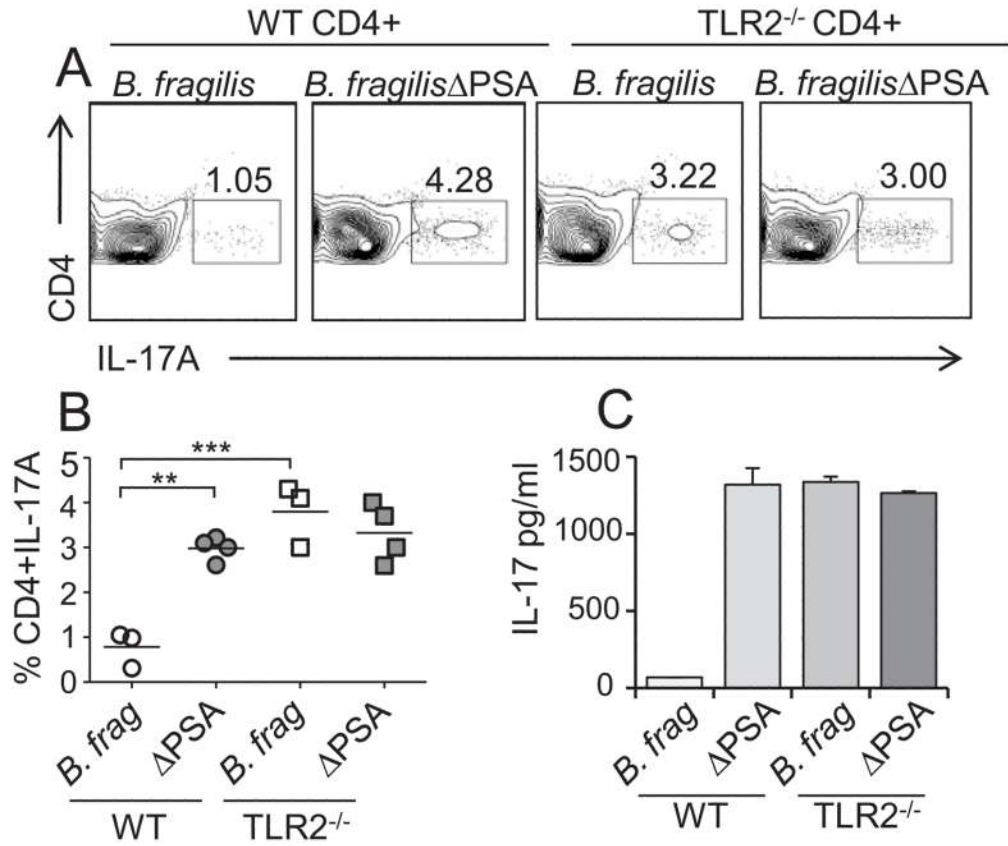 WT CD4+ TLR2-/- CD4+
A
B. fragilis B. fragilisΔPSA B. fragilis B. fragilisΔPSA
1.05 4.28 3.22 3.00
CD4
IL-17A
B
% CD4+IL-17A
5
4
3
2
1
0
*** 
**
B. frag ΔPSA B. frag ΔPSA
WT TLR2-/-
C
IL-17 pg/ml
1500
1000
500
0
B. frag ΔPSA B. frag ΔPSA
WT TLR2-/-